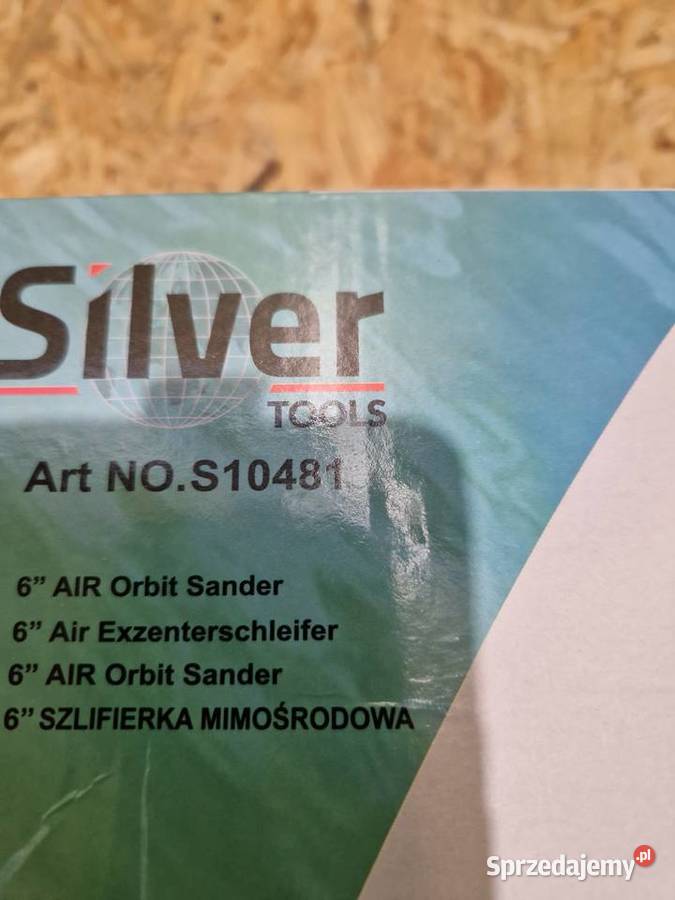 Silver
TOOLS
Art NO.S10481
6” AIR Orbit Sander
6” Air Exzenterschleifer
6” AIR Orbit Sander
6” SZLIFIERKA MIMOŚRODOWA
Sprzedajemy.pl